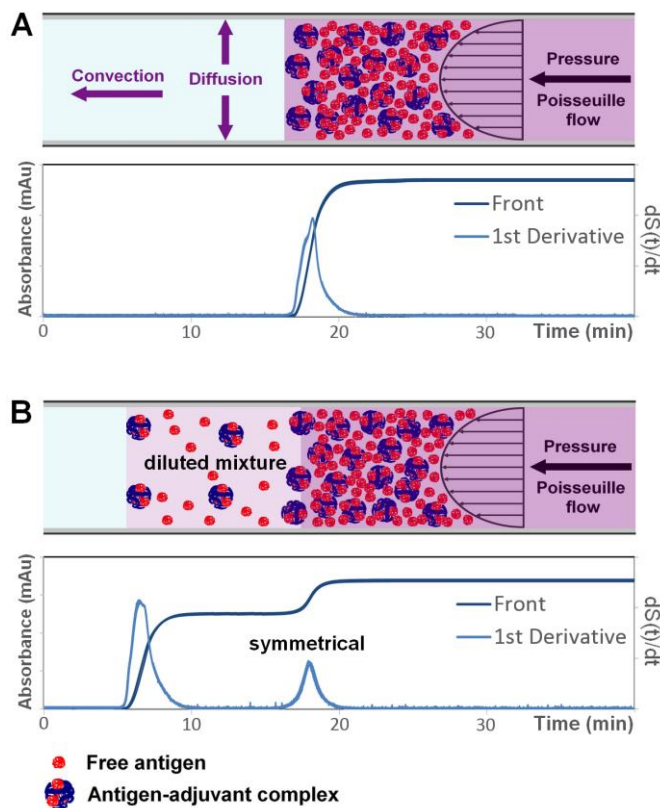 A
Convection
Diffusion
Pressure
Poisseuille
flow
Absorbance (mAu)
Front
1st Derivative
dS(t)/dt
0
10
20
30
Time (min)
B
diluted mixture
Pressure
Poisseuille
flow
Absorbance (mAu)
symmetrical
Front
1st Derivative
dS(t)/dt
0
10
20
30
Time (min)
Free antigen
Antigen-adjuvant complex